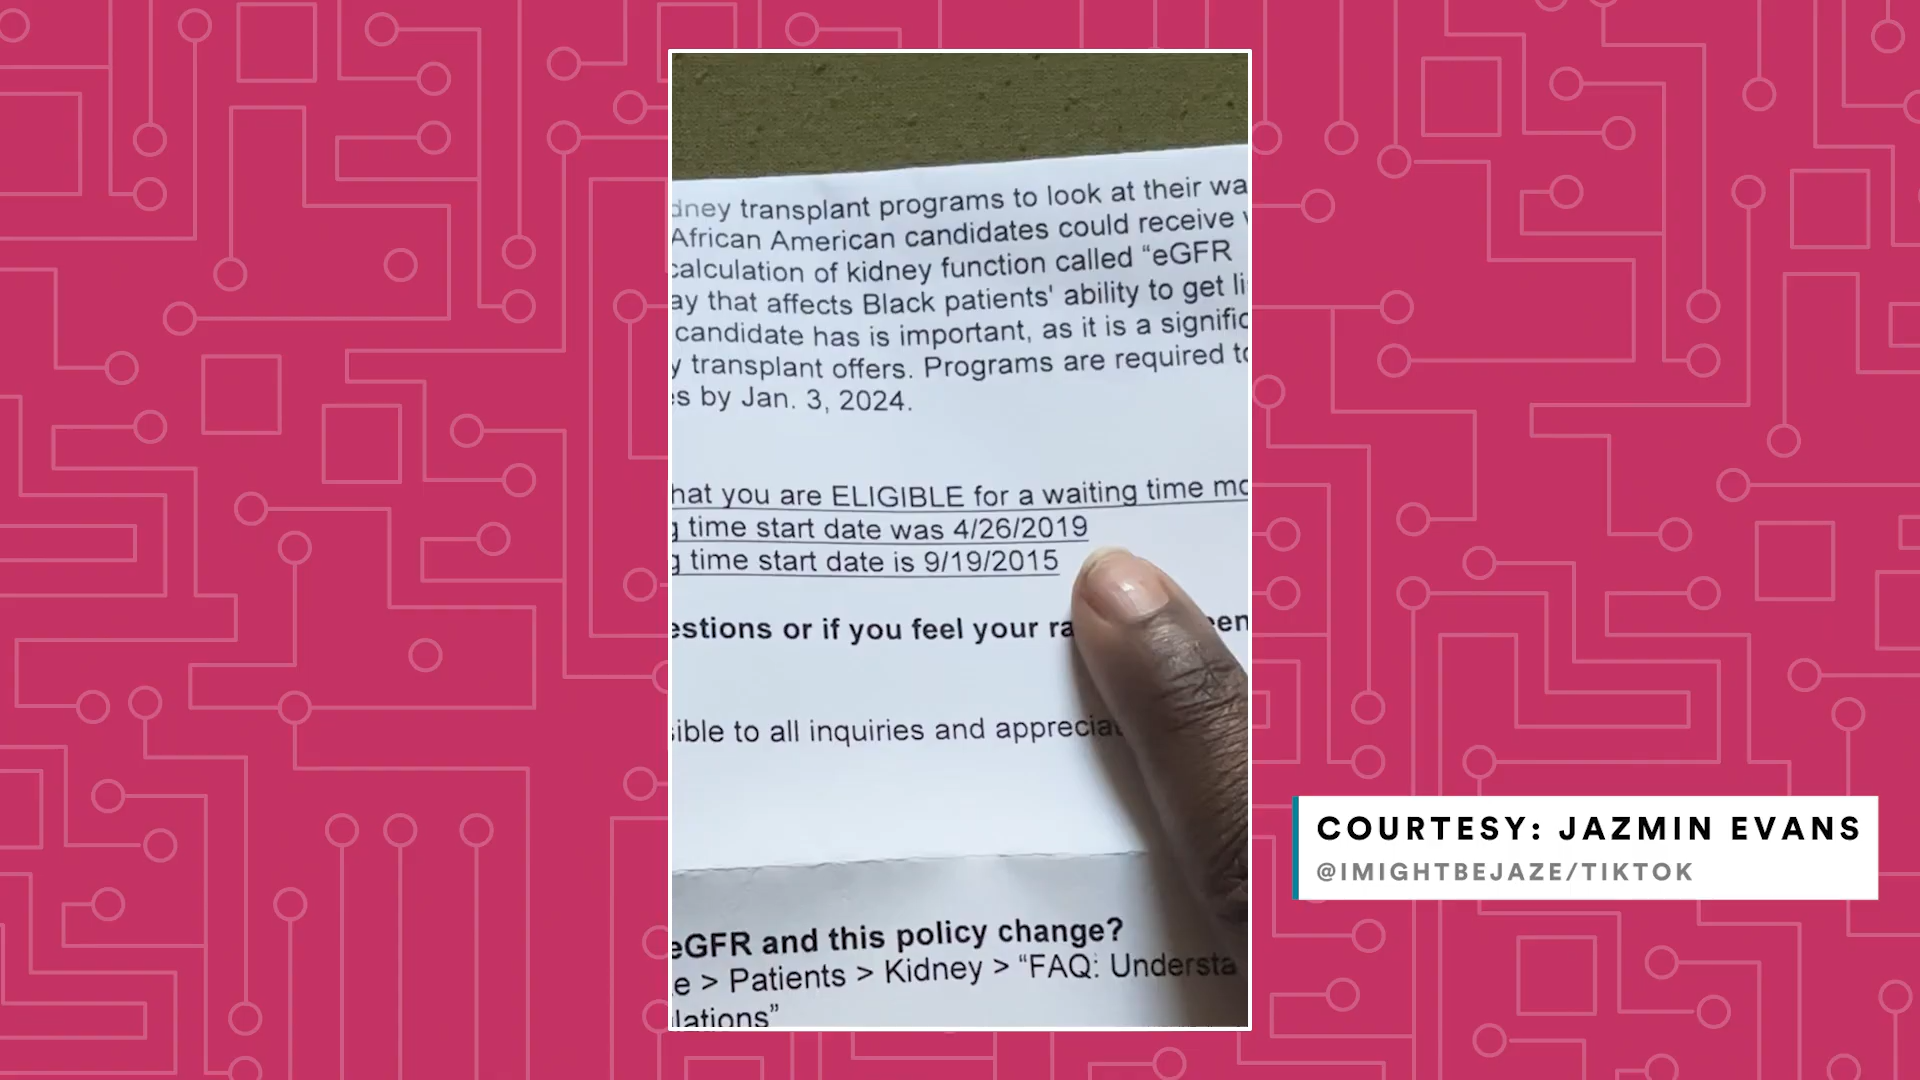 dney transplant programs to look at their wa
African American candidates could receive
calculation of kidney function called “eGFR
ay that affects Black patients' ability to get li
candidate has is important, as it is a signific
y transplant offers. Programs are required to
s by Jan. 3, 2024.
hat you are ELIGIBLE for a waiting time mo
g time start date was 4/26/2019
g time start date is 9/19/2015
estions or if you feel your ra een
ible to all inquiries and apprecia
eGFR and this policy change?
e > Patients > Kidney > “FAQ: Understa
lations”
COURTESY: JAZMIN EVANS
@IMIGHTBEJAZE/TIKTOK